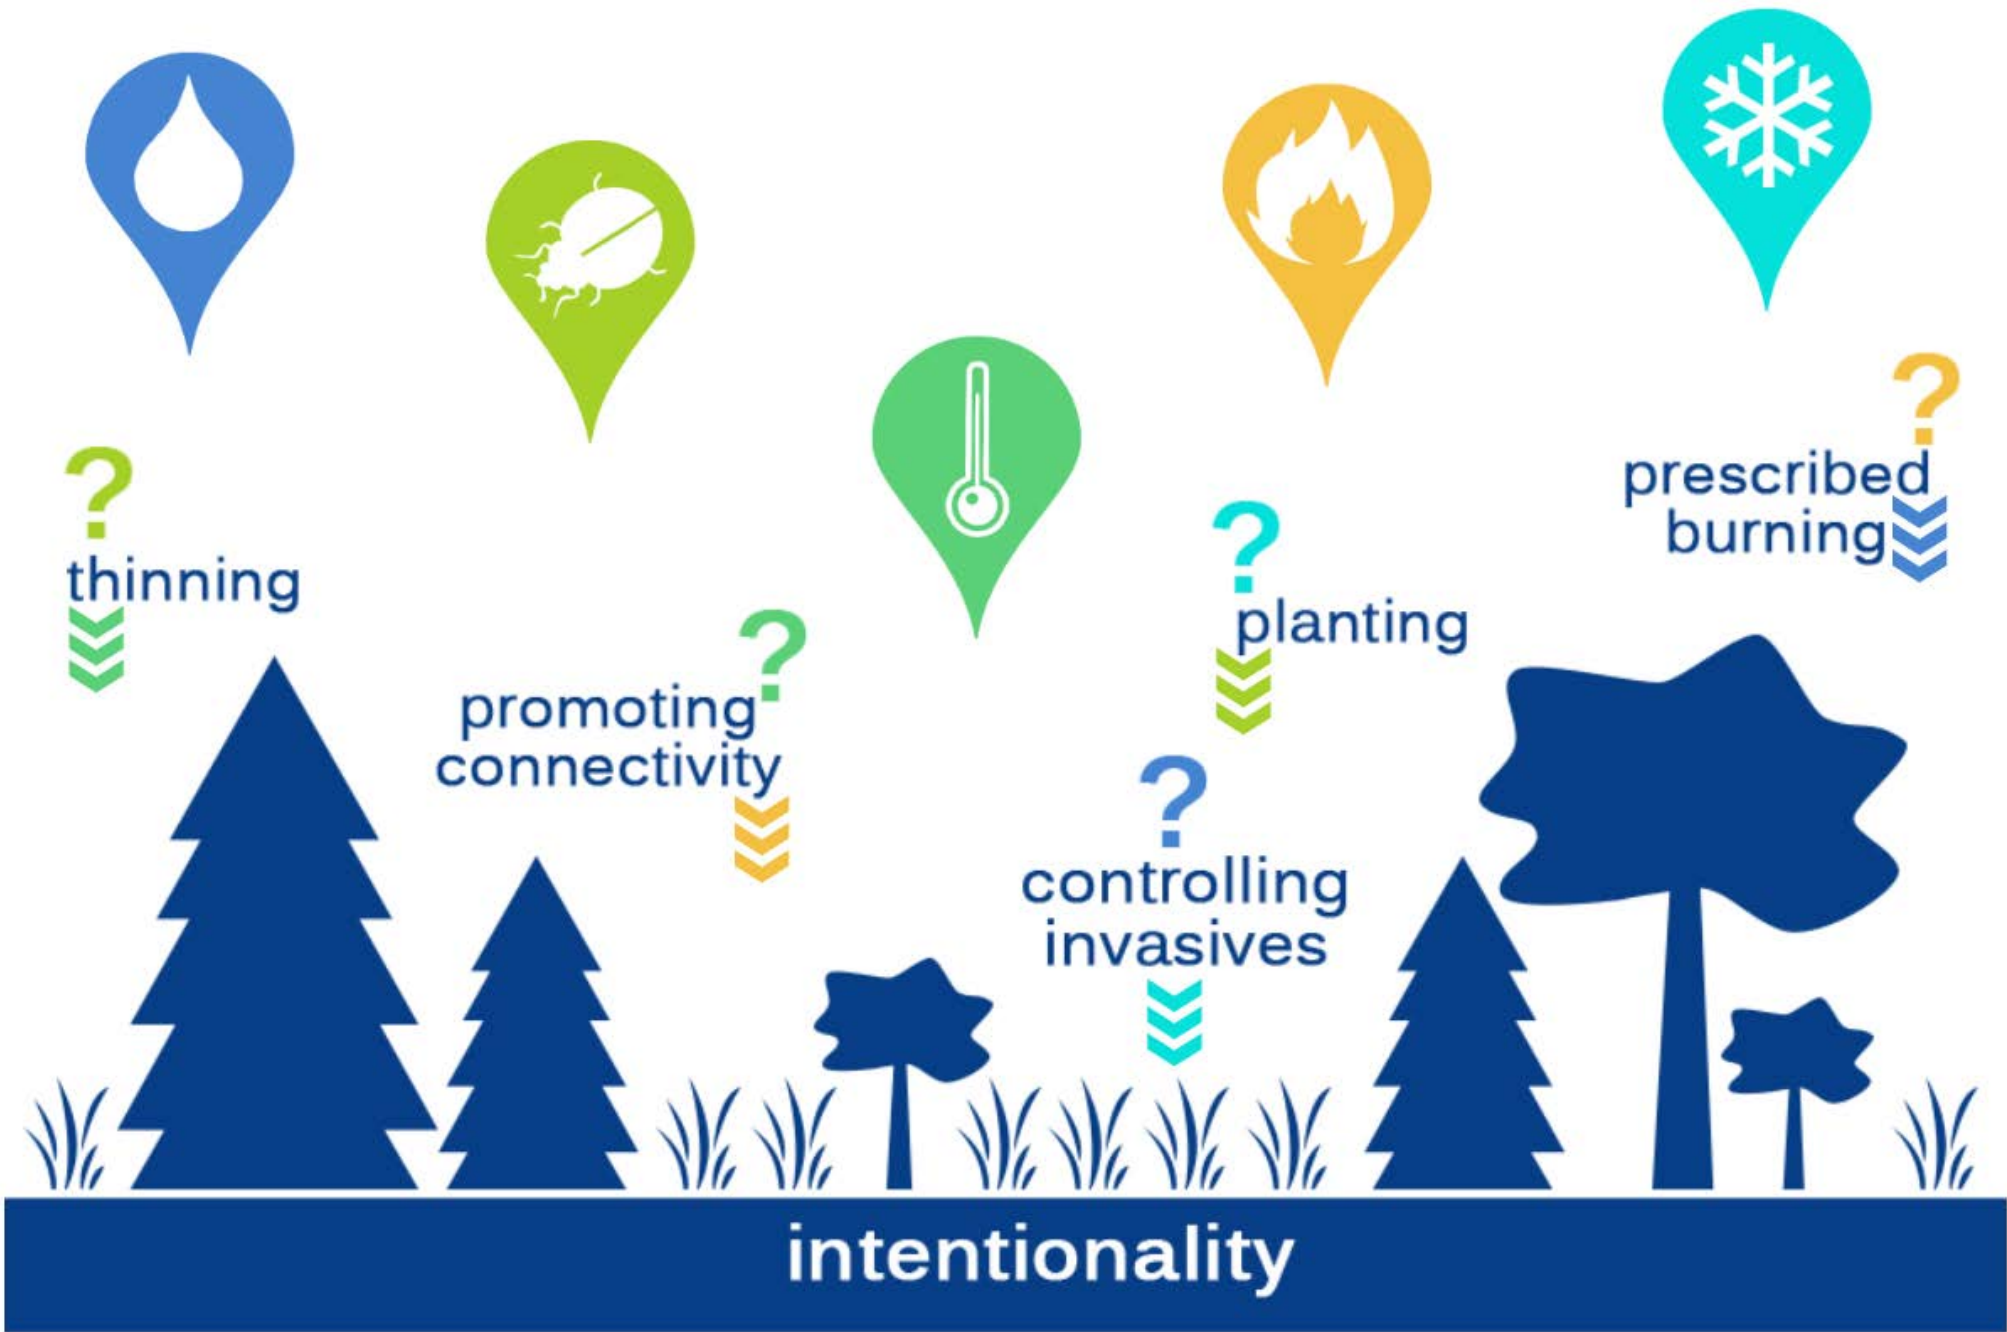 ?
thinning
?
promoting
connectivity
?
planting
?
controlling
invasives
?
prescribed
burning
intentionality